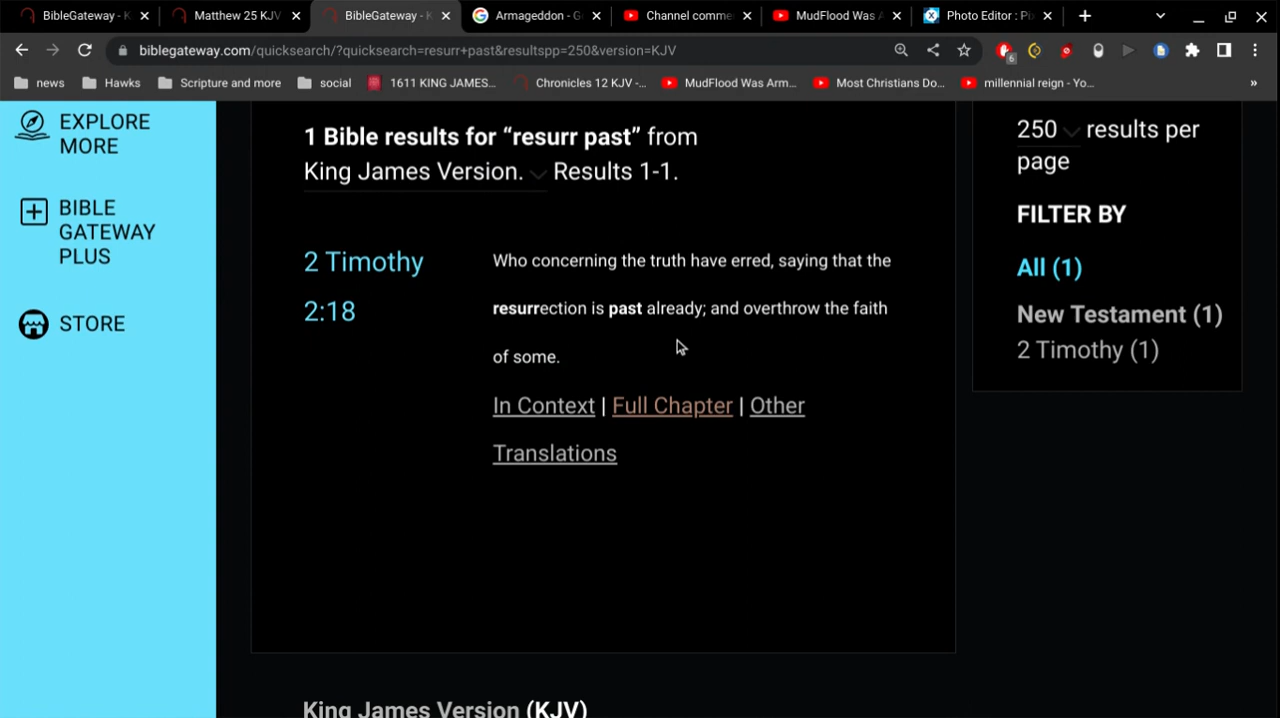 BibleGateway - K
Matthew 25 KJV
BibleGateway - K
Armageddon - G
Channel comme
MudFlood Was A
Photo Editor : Pi
biblegateway.com/quicksearch/?quicksearch=resurr+past&resultspp=250&version=KJV
6
news
Hawks
Scripture and more
social
1611 KING JAMES...
Chronicles 12 KJV -...
MudFlood Was Arm...
Most Christians Do...
millennial reign - Yo...
»
EXPLORE
MORE
BIBLE
GATEWAY
PLUS
STORE
1 Bible results for “resurr past” from
King James Version. Results 1-1.
2 Timothy
2:18
Who concerning the truth have erred, saying that the
resurrection is past already; and overthrow the faith
of some.
In Context | Full Chapter | Other
Translations
250 results per
page
FILTER BY
All (1)
New Testament (1)
2 Timothy (1)
King James Version (KJV)